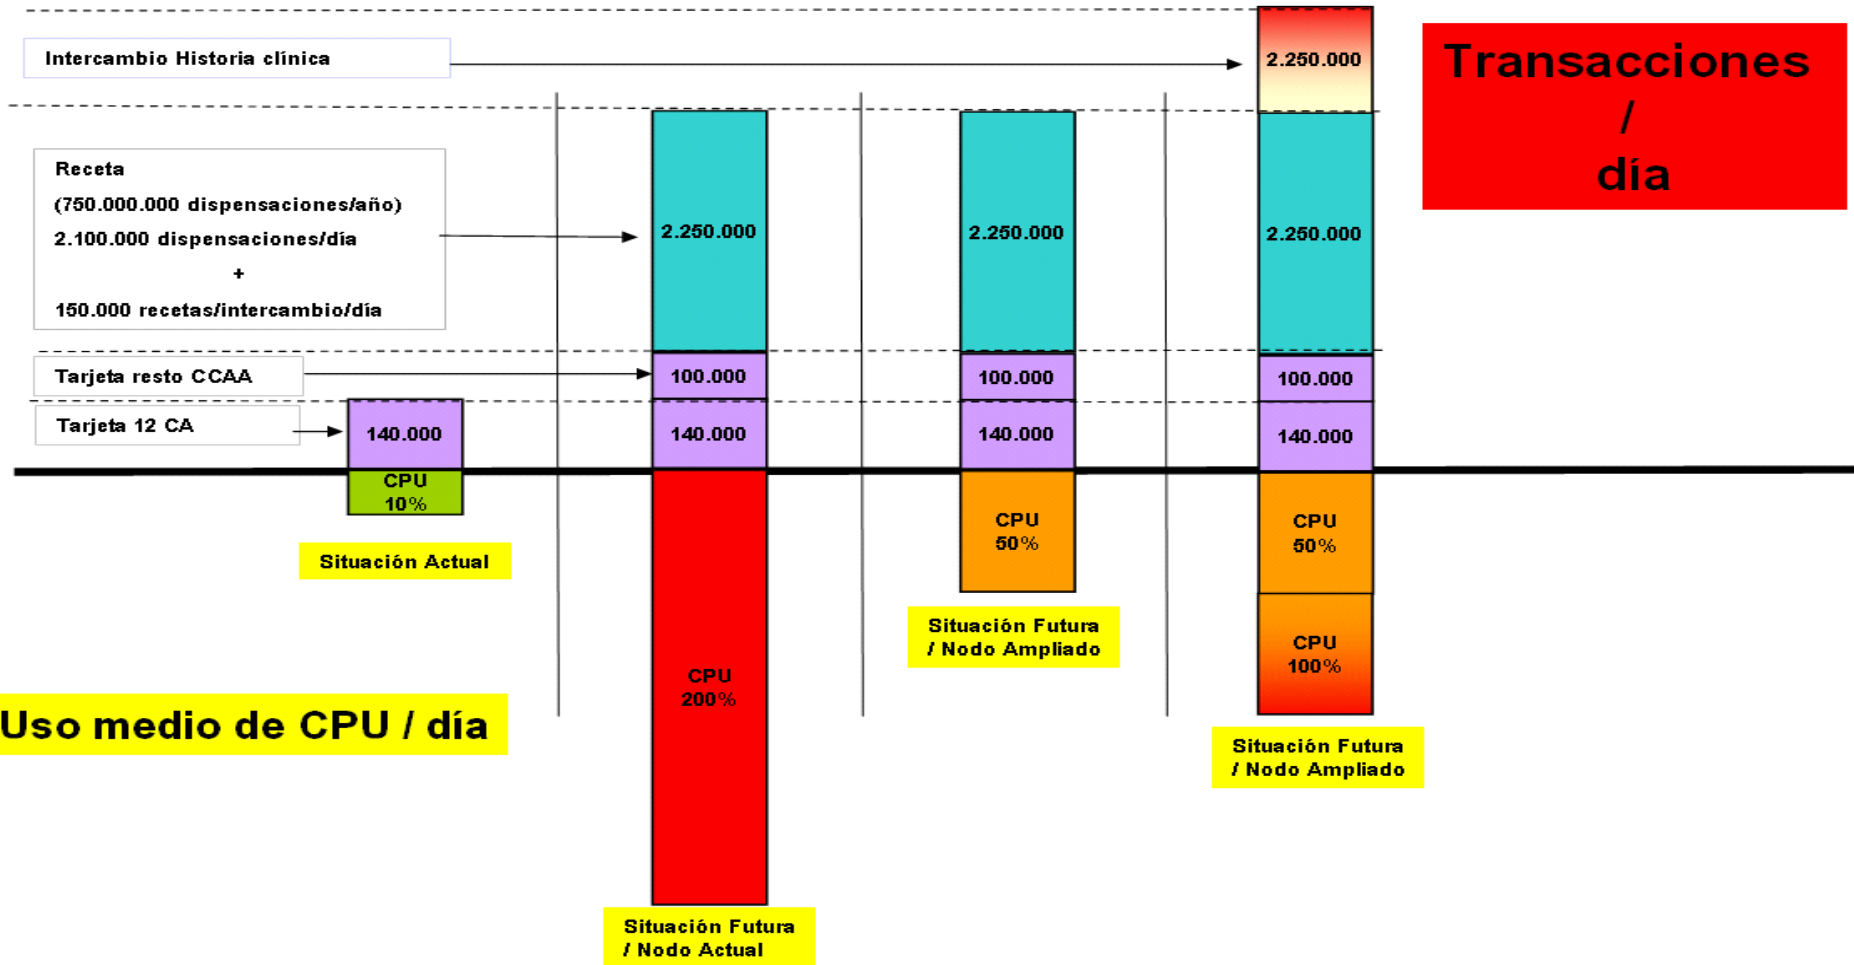 Intercambio Historia clínica
2.250.000
Transacciones
/
día
Receta
(750.000.000 dispensaciones/año)
2.100.000 dispensaciones/día
+
150.000 recetas/intercambio/día
2.250.000
2.250.000
2.250.000
Tarjeta resto CCAA
100.000
100.000
100.000
Tarjeta 12 CA
140.000
140.000
140.000
140.000
CPU
10%
Situación Actual
CPU
200%
Situación Futura
/ Nodo Actual
CPU
50%
Situación Futura
/ Nodo Ampliado
CPU
50%
CPU
100%
Situación Futura
/ Nodo Ampliado
Uso medio de CPU / día